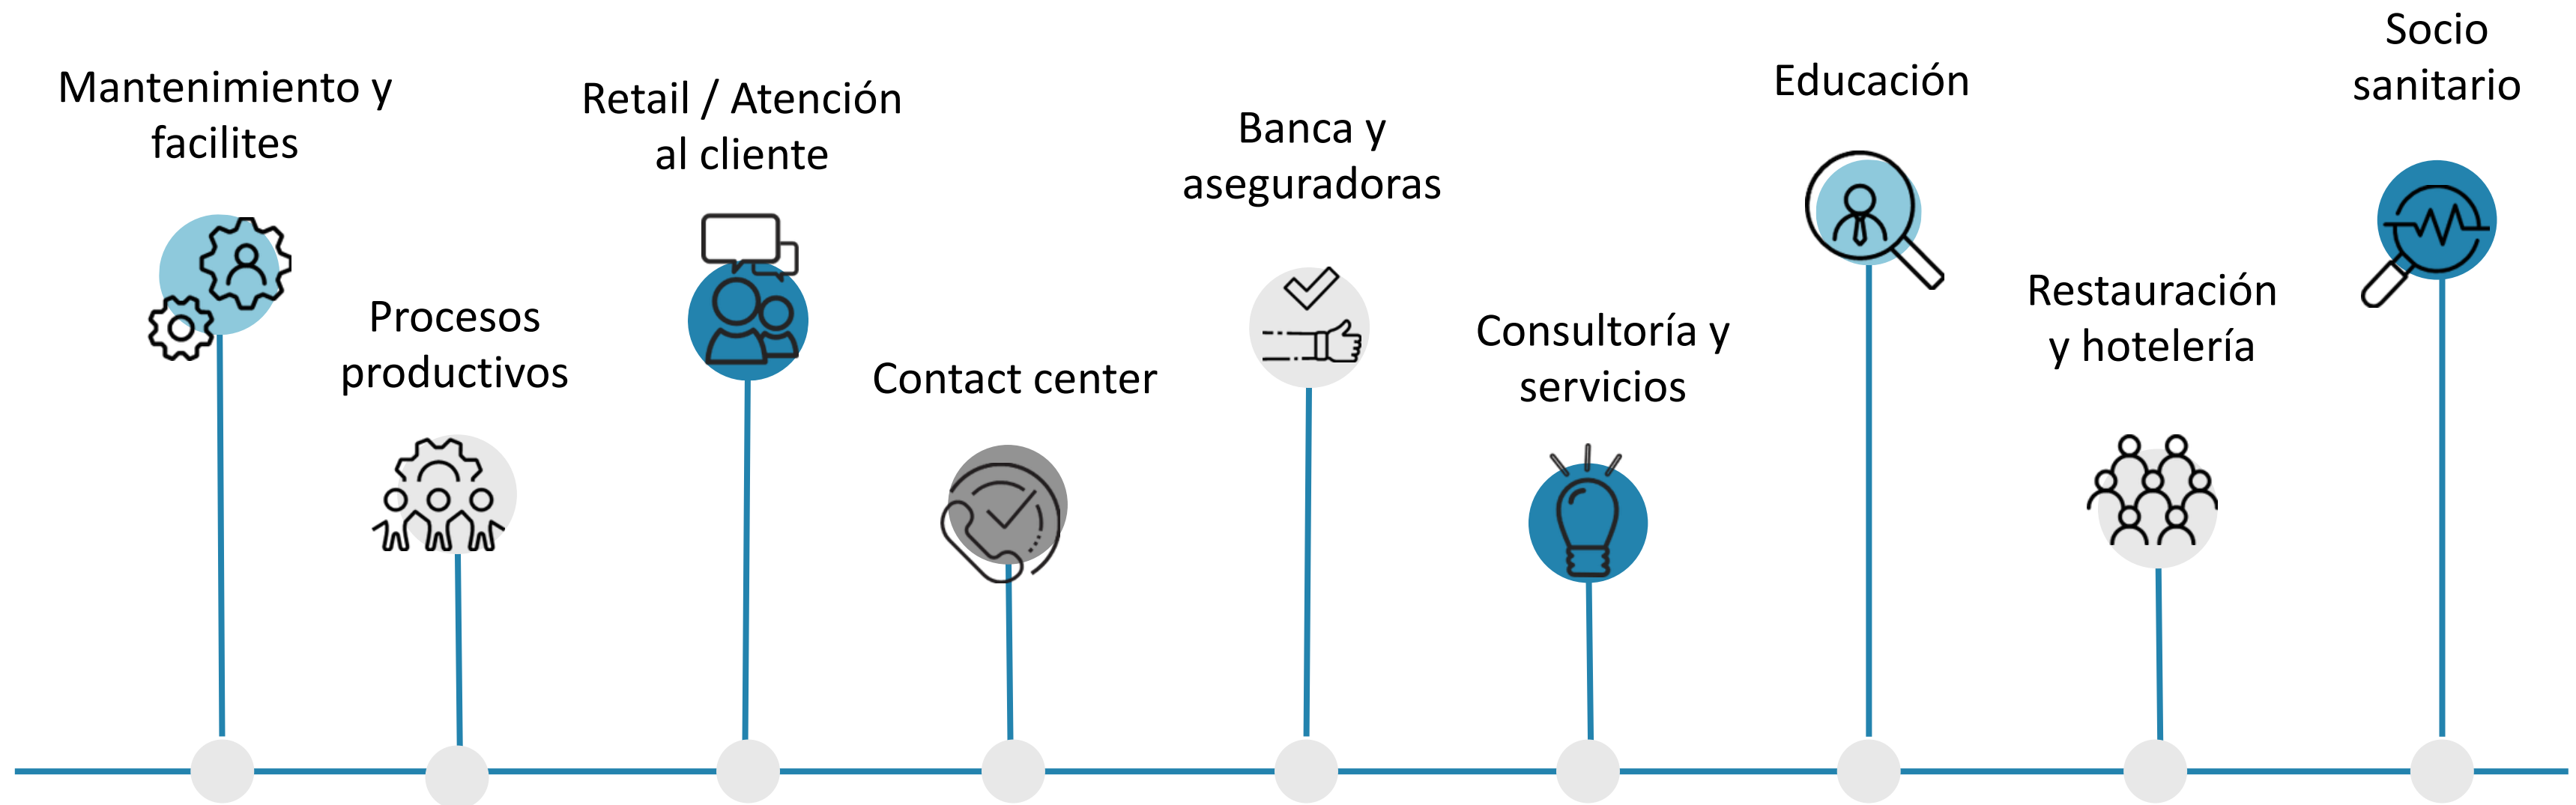 Mantenimiento y
facilites
Procesos
productivos
Retail / Atención
al cliente
Contact center
Banca y
aseguradoras
Consultoría y
servicios
Educación
Restauración
y hotelería
Socio
sanitario